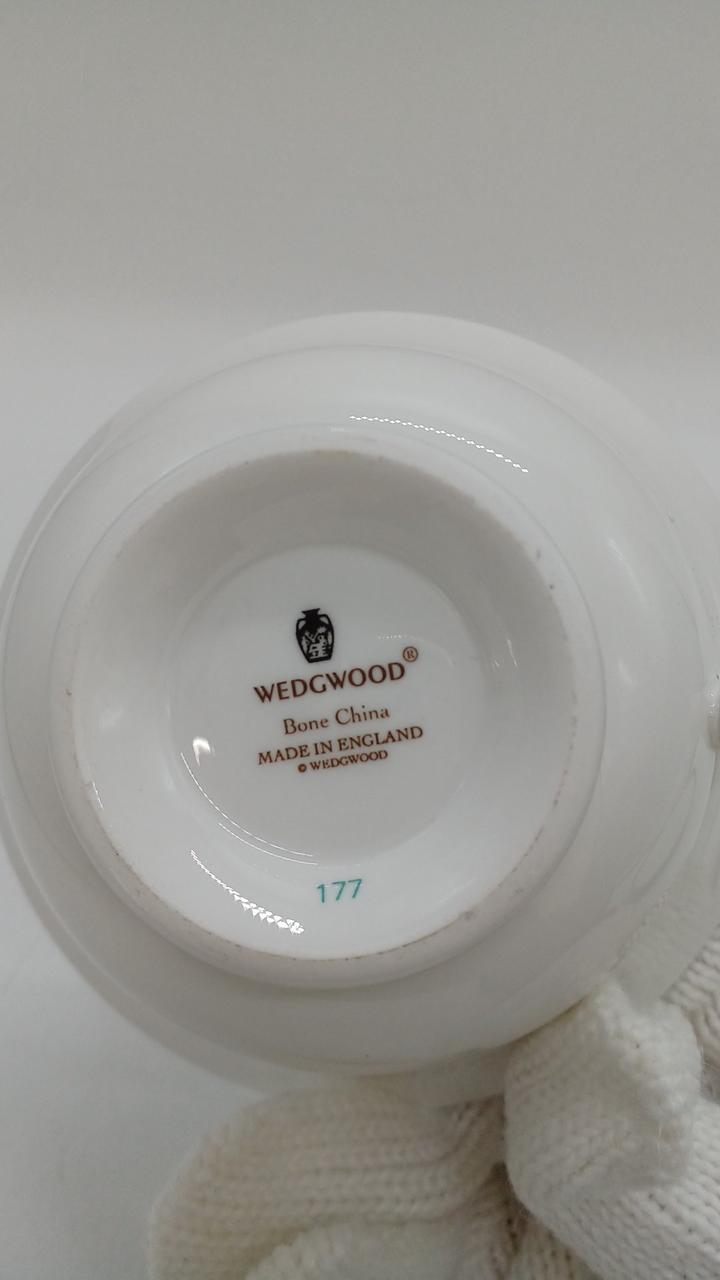 WEDGWOOD®
Bone China
MADE IN ENGLAND
© WEDGWOOD
177